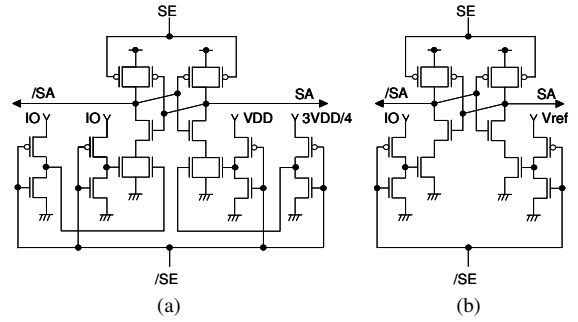 SE
/SA
SA
IO
IO
VDD
3VDD/4
/SE
(a)
SE
/SA
SA
IO
Vref
/SE
(b)